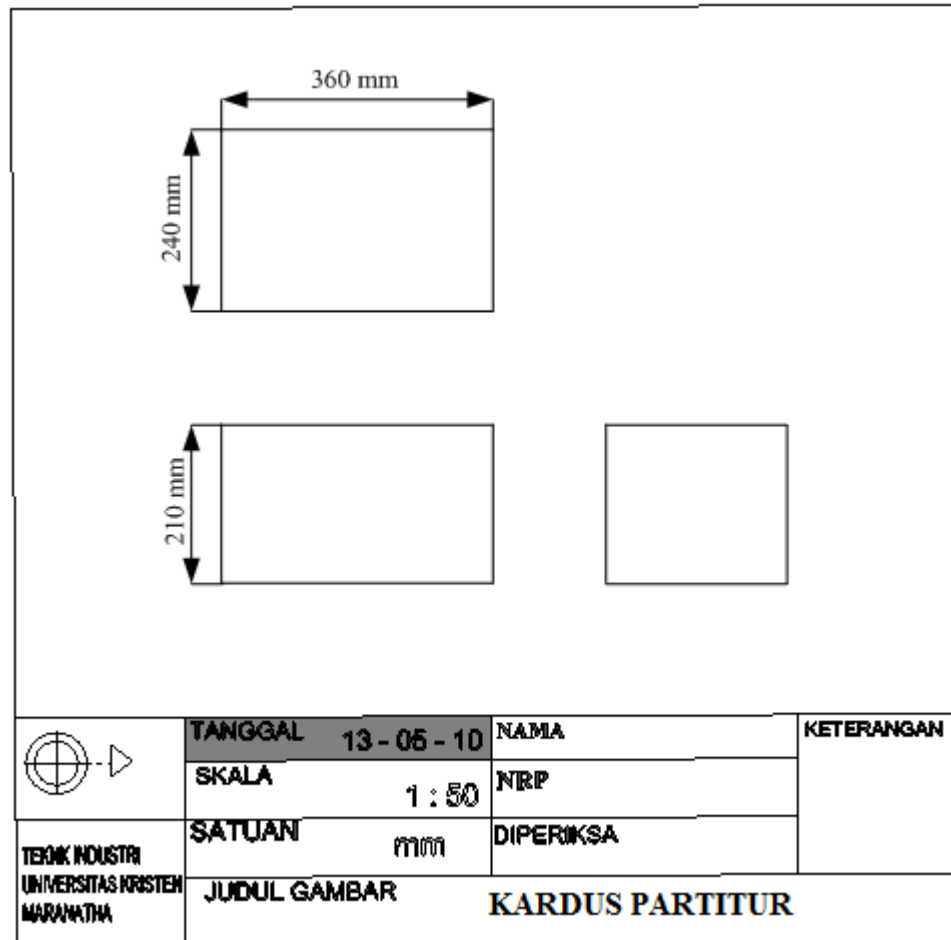 360 mm
240 mm
210 mm
TANGGAL 13 - 05 - 10
NAMA
KETERANGAN
SKALA 1 : 50
NRP
SATUAN mm
DIPERIKSA
TEKNIK INDUSTRI
UNIVERSITAS KRISTEN
MARANATHA
JUDUL GAMBAR
KARDUS PARTITUR